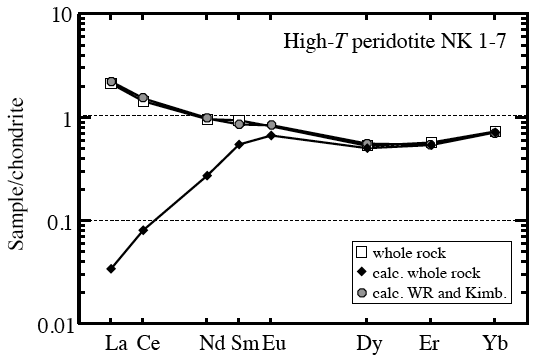 10
High-T peridotite NK 1-7
1
Sample/chondrite
0.1
whole rock
calc. whole rock
calc. WR and Kimb.
0.01
La Ce Nd Sm Eu Dy Er Yb